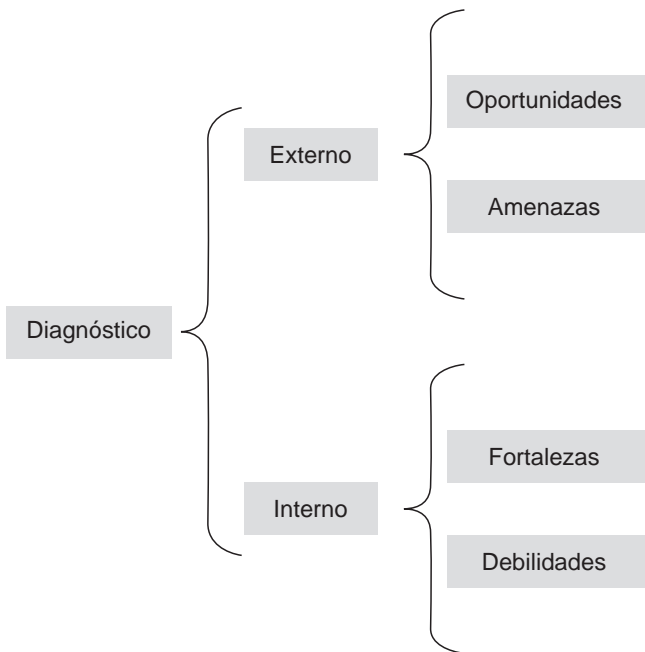 Diagnóstico
Externo
Oportunidades
Amenazas
Interno
Fortalezas
Debilidades